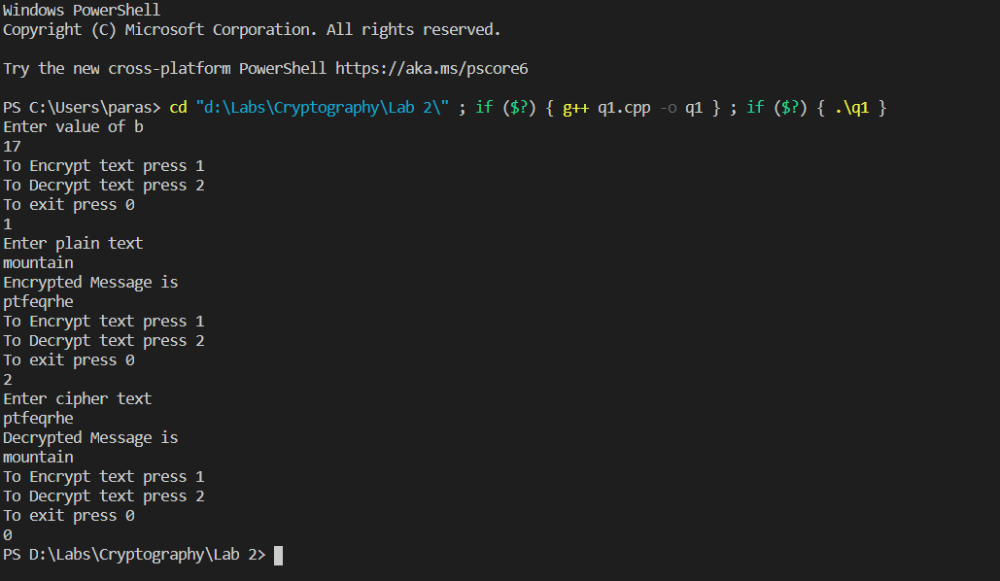 Windows PowerShell
Copyright (C) Microsoft Corporation. All rights reserved.
Try the new cross-platform PowerShell https://aka.ms/pscore6
PS C:\Users\paras> cd "d:\Labs\Cryptography\Lab 2\" ; if ($?) { g++ q1.cpp -o q1 } ; if ($?) { .\q1 }
Enter value of b
17
To Encrypt text press 1
To Decrypt text press 2
To exit press 0
1
Enter plain text
mountain
Encrypted Message is
ptfeqrhe
To Encrypt text press 1
To Decrypt text press 2
To exit press 0
2
Enter cipher text
ptfeqrhe
Decrypted Message is
mountain
To Encrypt text press 1
To Decrypt text press 2
To exit press 0
0
PS D:\Labs\Cryptography\Lab 2>